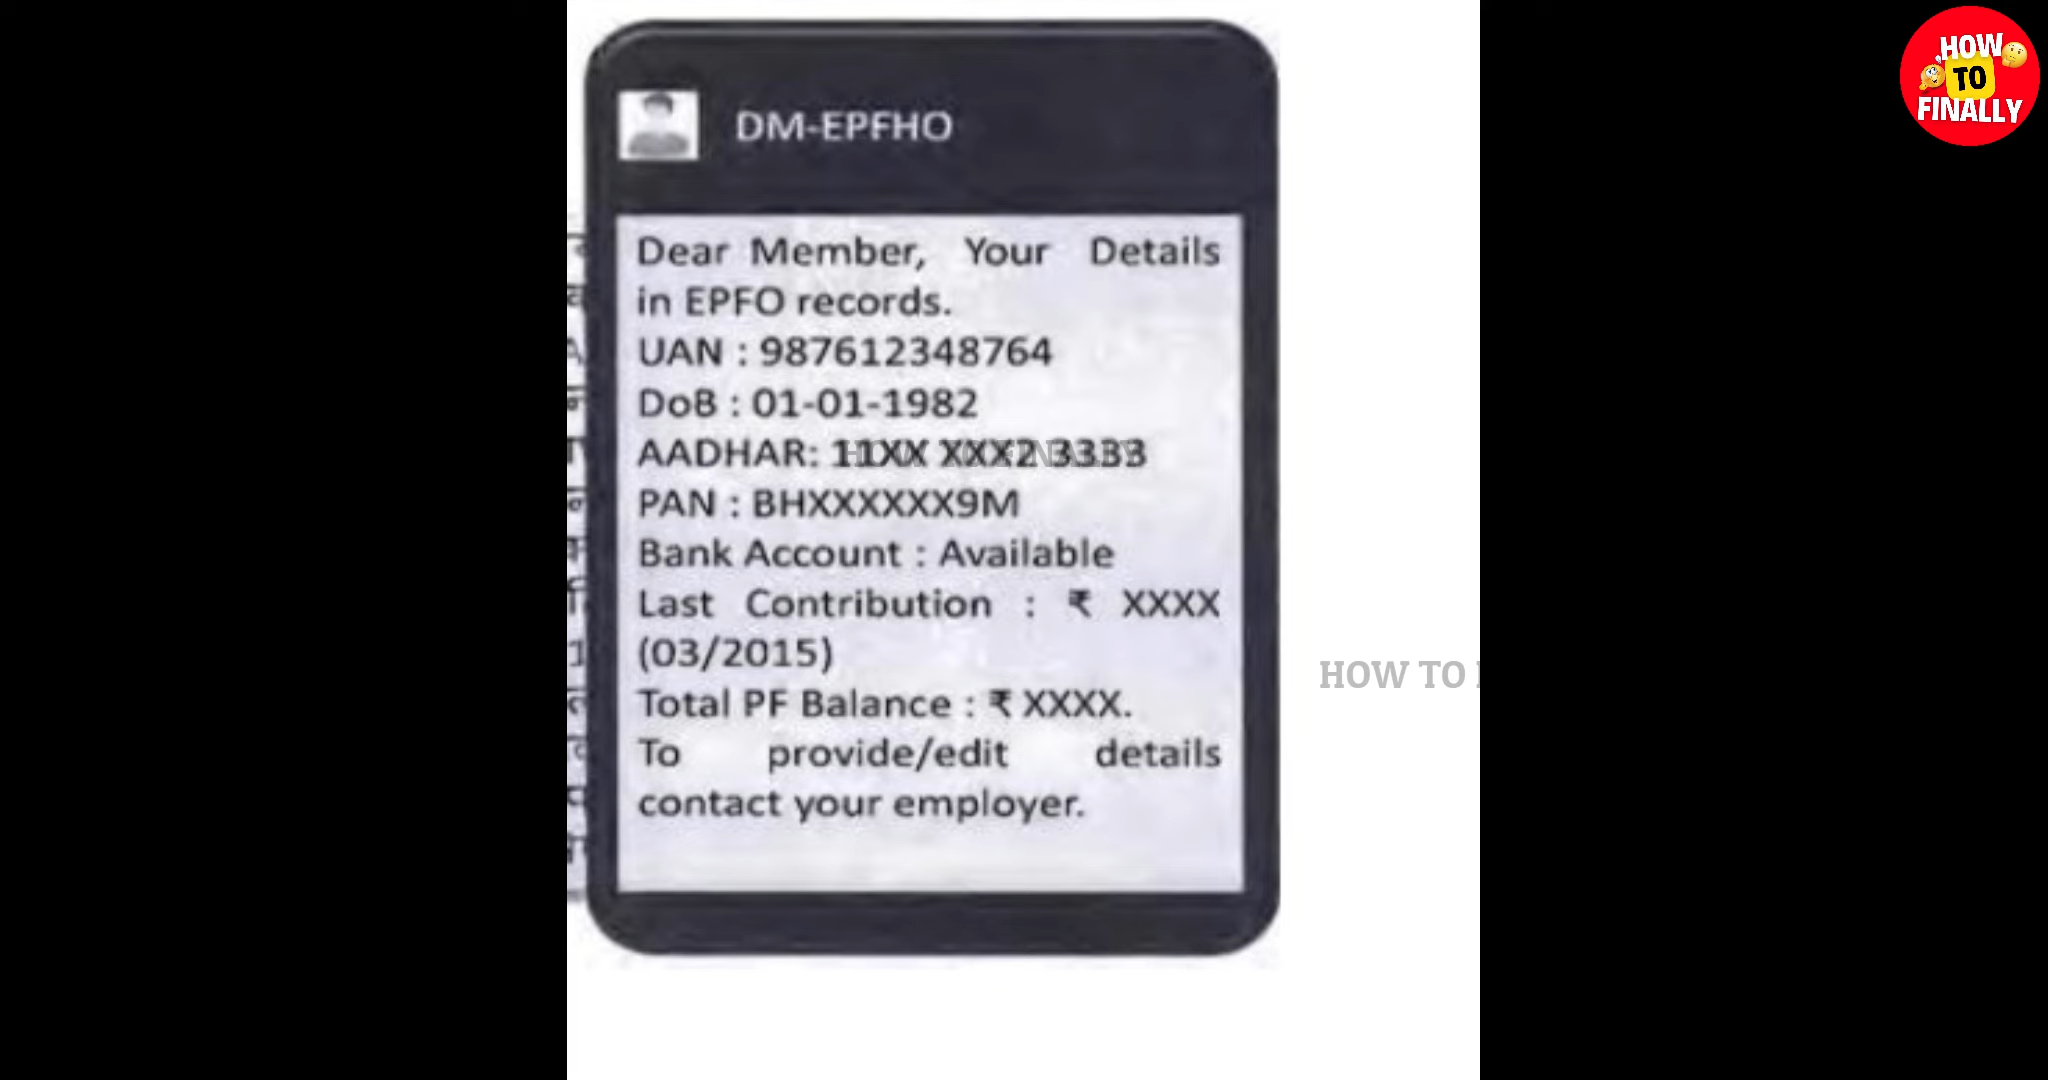 HOW
TO
FINALLY
DM-EPFHO
Dear Member, Your Details
in EPFO records.
UAN : 987612348764
DoB : 01-01-1982
AADHAR: 11XX XXX2 3333
PAN : BHXXXXXX9M
Bank Account : Available
Last Contribution : ₹ XXXX
(03/2015)
Total PF Balance : ₹ XXXX.
To provide/edit details
contact your employer.
HOW TO